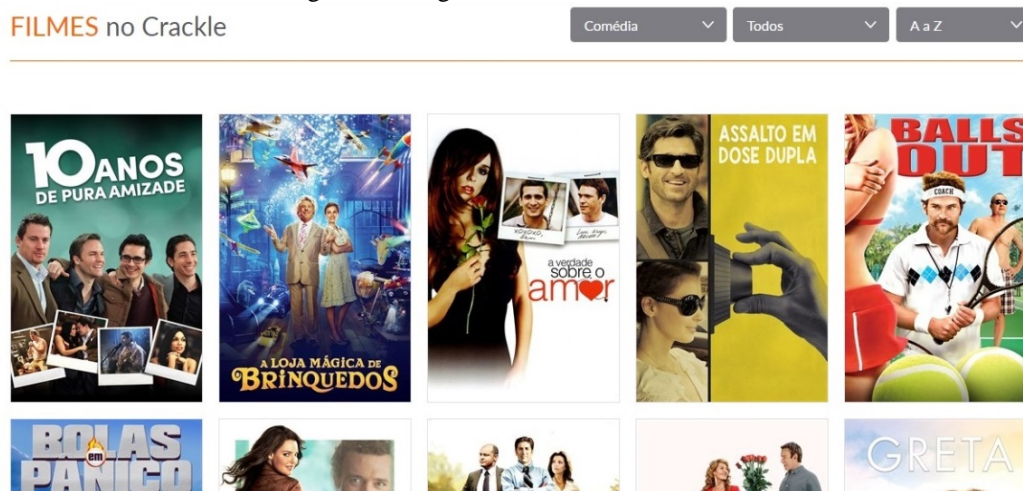 FILMES no Crackle
Comédia
Todos
A a Z
10 ANOS
DE PURA AMIZADE
A LOJA MÁGICA DE
BRINQUEDOS
a verdade
sobre o
amor
ASSALTO EM
DOSE DUPLA
BALLS
OUT
COACH
BOLAS
em
PÂNICO
GRETA